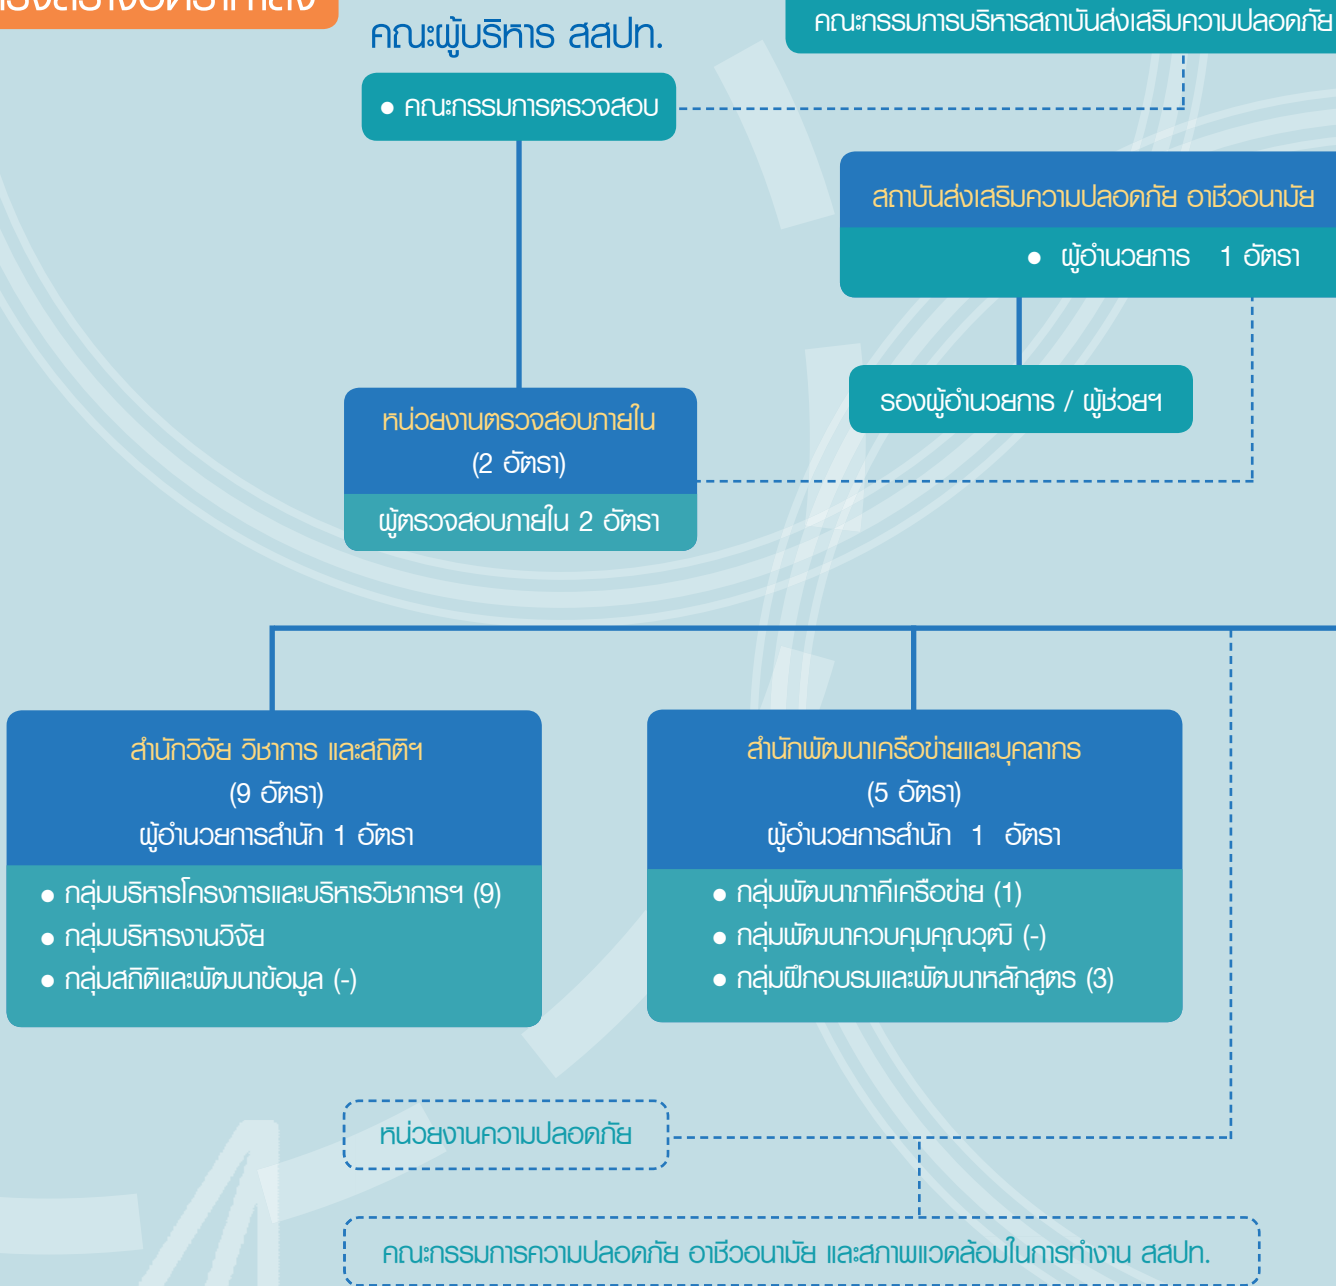 คณะผู้บริหาร สสปท.
คณะกรรมการบริหารสถาบันส่งเสริมความปลอดภัย
● คณะกรรมการตรวจสอบ
สถาบันส่งเสริมความปลอดภัย อาชีวอนามัย
● ผู้อำนวยการ 1 อัตรา
รองผู้อำนวยการ / ผู้ช่วยฯ
หน่วยงานตรวจสอบภายใน
(2 อัตรา)
ผู้ตรวจสอบภายใน 2 อัตรา
สำนักวิจัย วิชาการ และสถิติฯ
(9 อัตรา)
ผู้อำนวยการสำนัก 1 อัตรา
● กลุ่มบริหารโครงการและบริหารวิชาการฯ (9)
● กลุ่มบริหารงานวิจัย
● กลุ่มสถิติและพัฒนาข้อมูล (-)
สำนักพัฒนาเครือข่ายและบุคลากร
(5 อัตรา)
ผู้อำนวยการสำนัก 1 อัตรา
● กลุ่มพัฒนาภาคีเครือข่าย (1)
● กลุ่มพัฒนาควบคุมคุณวุฒิ (-)
● กลุ่มฝึกอบรมและพัฒนาหลักสูตร (3)
หน่วยงานความปลอดภัย
คณะกรรมการความปลอดภัย อาชีวอนามัย และสภาพแวดล้อมในการทำงาน สสปท.